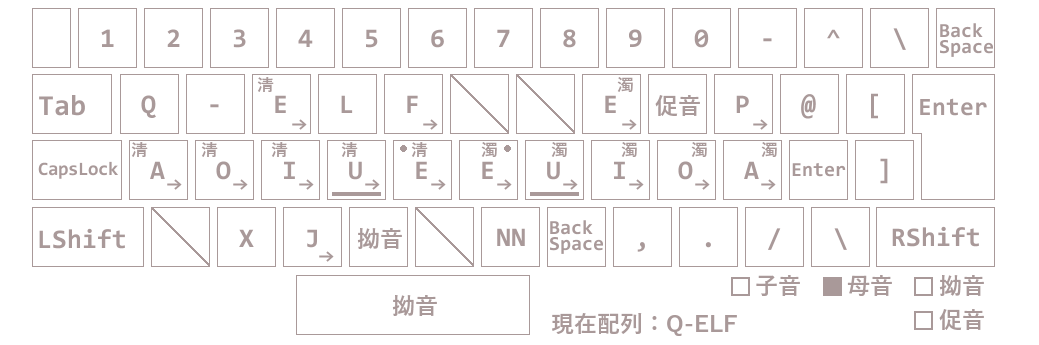 1 2 3 4 5 6 7 8 9 0 - ^ \ Back Space
Tab Q - 清 E → L F → 濁 E → 促音 P → @ [ Enter
CapsLock 清 A → 清 O → 清 I → 清 U → 清 E → 濁 E → 濁 U → 濁 I → 濁 O → 濁 A → Enter ]
LShift X J → 拗音 NN Back Space , . / \ RShift
拗音
子音 母音 拗音
促音
現在配列：Q-ELF